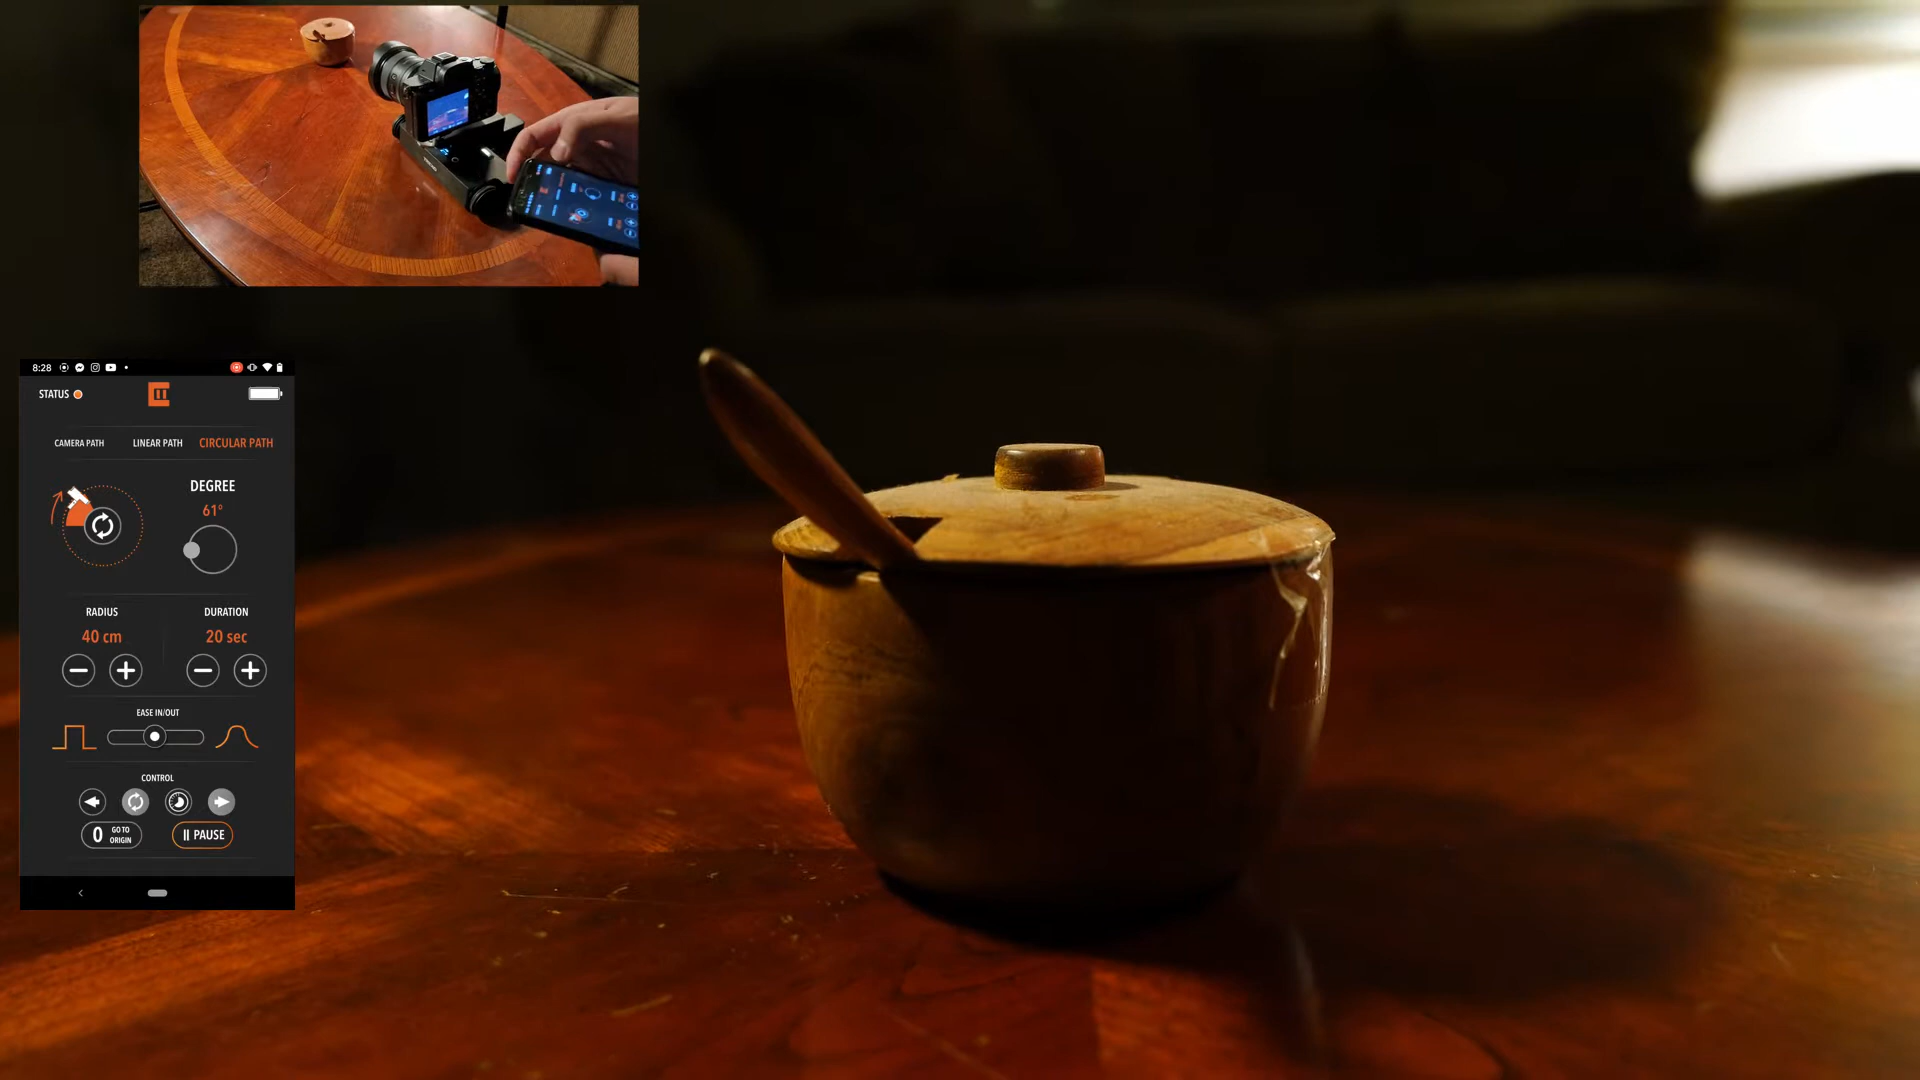 8:28
STATUS
CAMERA PATH LINEAR PATH CIRCULAR PATH
DEGREE
61°
RADIUS DURATION
40 cm 20 sec
EASE IN/OUT
CONTROL
0 GO TO ORIGIN PAUSE